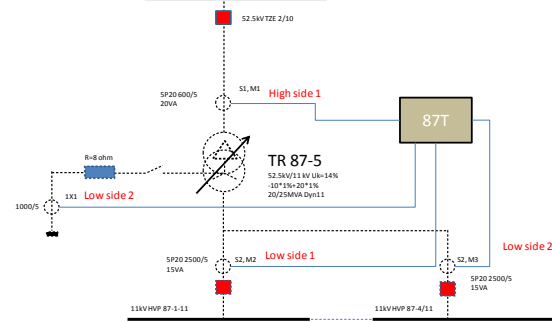 52.5kV TZE 2/10
S1, M1
High side 1
5P20 600/5
20VA
87T
R=8 ohm
TR 87-5
52.5kV/11 kV Uk=14%
-10*1%+20*1%
20/25MVA Dyn11
1X1
Low side 2
1000/5
Low side 2
5P20 2500/5
15VA
S2, M2
Low side 1
S2, M3
5P20 2500/5
15VA
11kV HVP 87-1-11
11kV HVP 87-4/11